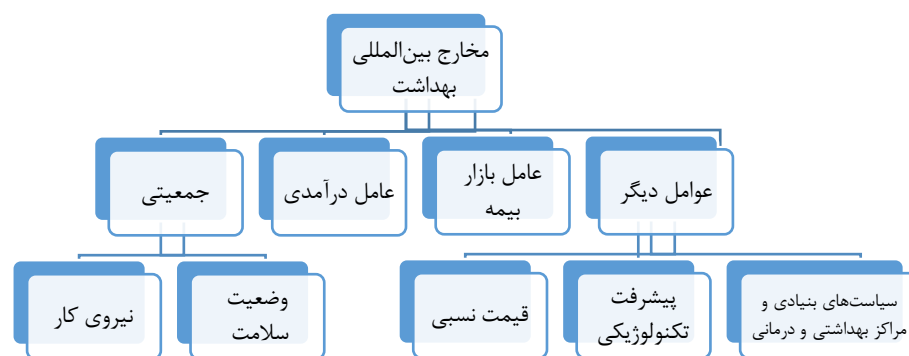 مخارج بین‌المللی
بهداشت
عوامل دیگر
عامل بازار
بیمه
عامل درآمدی
جمعیتی
سیاست‌های بنیادی و
مراکز بهداشتی و درمانی
پیشرفت
تکنولوژیکی
قیمت نسبی
وضعیت
سلامت
نیروی کار